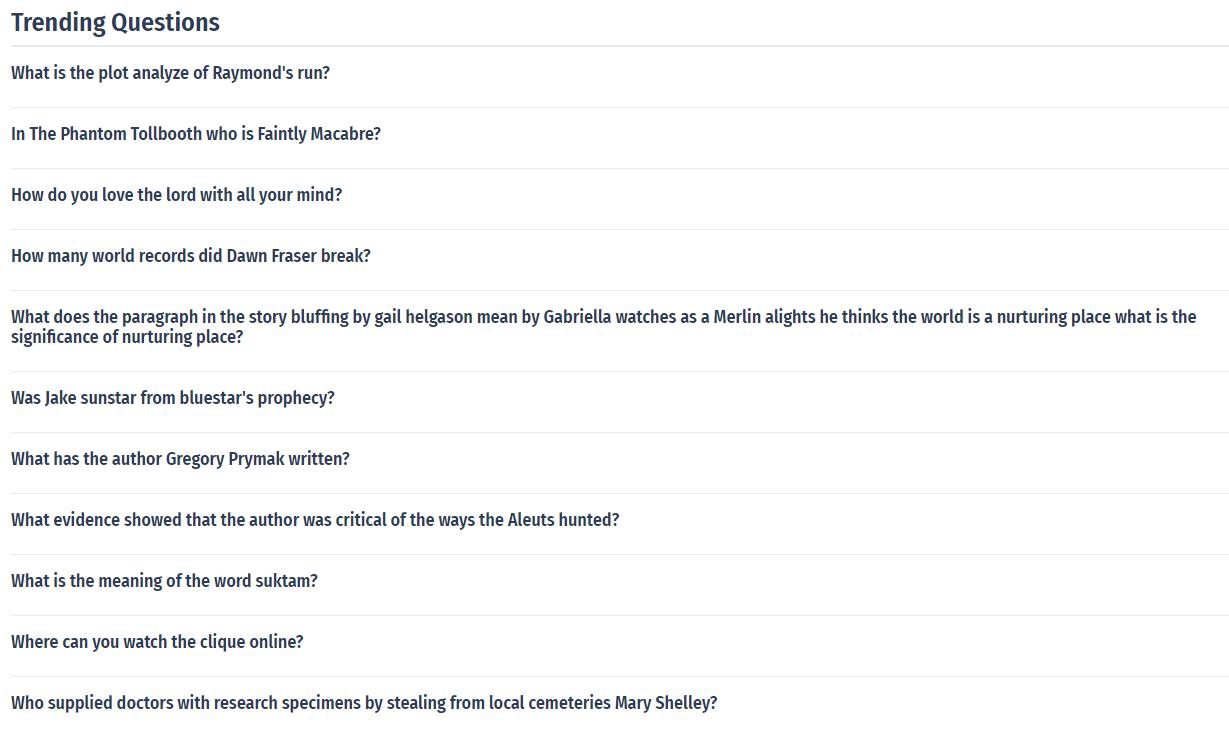 Trending Questions
What is the plot analyze of Raymond's run?
In The Phantom Tollbooth who is Faintly Macabre?
How do you love the lord with all your mind?
How many world records did Dawn Fraser break?
What does the paragraph in the story bluffing by gail helgason mean by Gabriella watches as a Merlin alights he thinks the world is a nurturing place what is the
significance of nurturing place?
Was Jake sunstar from bluestar's prophecy?
What has the author Gregory Prymak written?
What evidence showed that the author was critical of the ways the Aleuts hunted?
What is the meaning of the word suktam?
Where can you watch the clique online?
Who supplied doctors with research specimens by stealing from local cemeteries Mary Shelley?